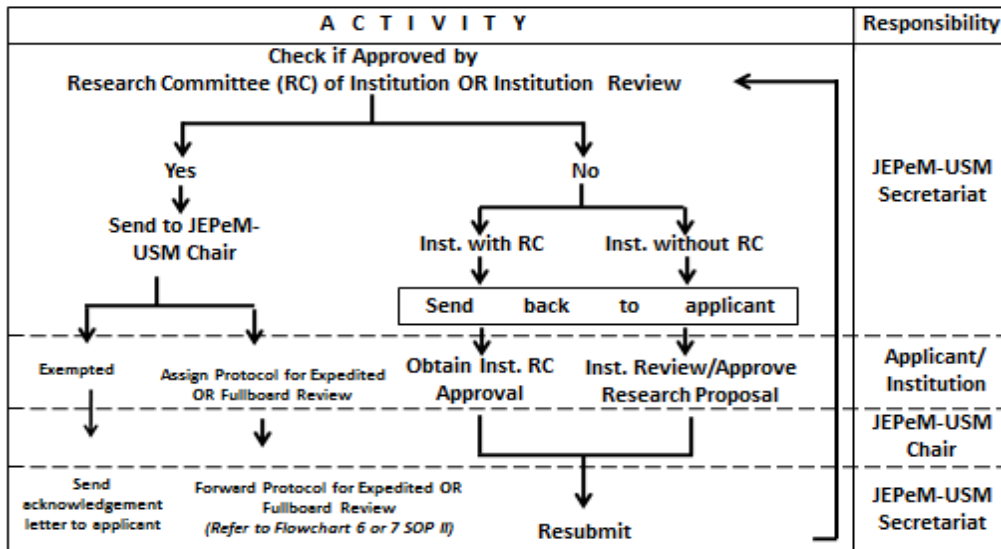 A C T I V I T Y
Responsibility
Check if Approved by
Research Committee (RC) of Institution OR Institution Review
Yes
No
JEPeM-USM
Secretariat
Send to JEPeM-
USM Chair
Inst. with RC
Inst. without RC
Send back to applicant
Exempted
Assign Protocol for Expedited
OR Fullboard Review
Obtain Inst. RC
Approval
Inst. Review/Approve
Research Proposal
Applicant/
Institution
JEPeM-USM
Chair
Send
acknowledgement
letter to applicant
Forward Protocol for Expedited OR
Fullboard Review
(Refer to Flowchart 6 or 7 SOP II)
Resubmit
JEPeM-USM
Secretariat